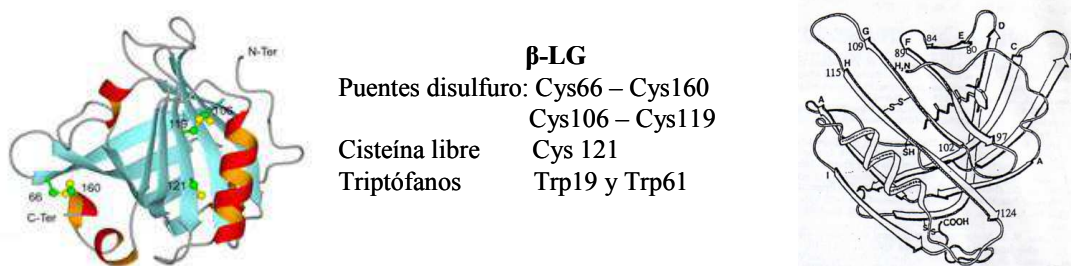 N-Ter
106
119
121
66
160
C-Ter
β-LG
Puentes disulfuro: Cys66 – Cys160
Cys106 – Cys119
Cisteína libre Cys 121
Triptófanos Trp19 y Trp61
G
109
F
89
84
E
80
D
C
H
115
H₂N
A
SH
102
97
A
I
124
S
S
COOH